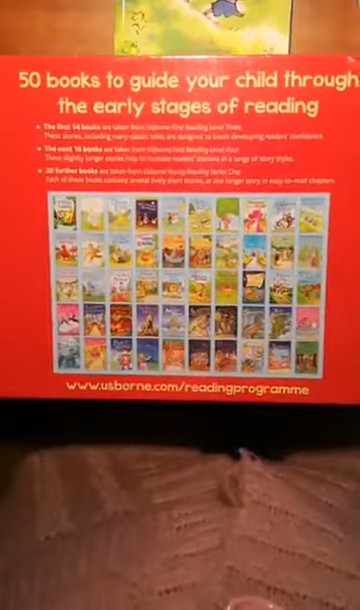 50 books to guide your child through
the early stages of reading
• The first 14 books are taken from Usborne First Reading Level Three.
These stories, including many classic tales, are designed to boost developing readers' confidence.
• The next 16 books are taken from Usborne First Reading Level Four.
These slightly longer stories help to increase readers' stamina in a range of story styles.
• 20 further books are taken from Usborne Young Reading Series One.
Each of these books contains several lively short stories, or one longer story in easy-to-read chapters.
www.usborne.com/readingprogramme